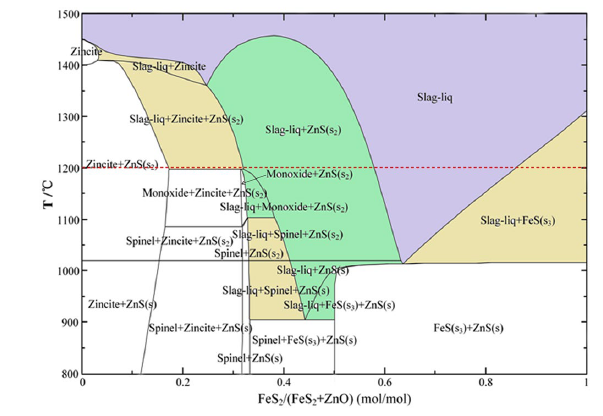 1500
Zincite
1400
Slag-liq+Zincite
Slag-liq
1300
Slag-liq+Zincite+ZnS(s₂)
Slag-liq+ZnS(s₂)
1200
Zincite+ZnS(s₂)
Monoxide+ZnS(s₂)
T /℃
Monoxide+Zincite+ZnS(s₂)
Slag-liq+Monoxide+ZnS(s₂)
Slag-liq+FeS(s₃)
1100
Spinel+Zincite+ZnS(s₂)
Slag-liq+Spinel+ZnS(s₂)
Spinel+ZnS(s₂)
1000
Slag-liq+ZnS(s)
Slag-liq+Spinel+ZnS(s)
Zincite+ZnS(s)
Slag-liq+FeS(s₃)+ZnS(s)
900
Spinel+Zincite+ZnS(s)
FeS(s₃)+ZnS(s)
Spinel+FeS(s₃)+ZnS(s)
Spinel+ZnS(s)
800
0 0.2 0.4 0.6 0.8 1
FeS₂/(FeS₂+ZnO) (mol/mol)